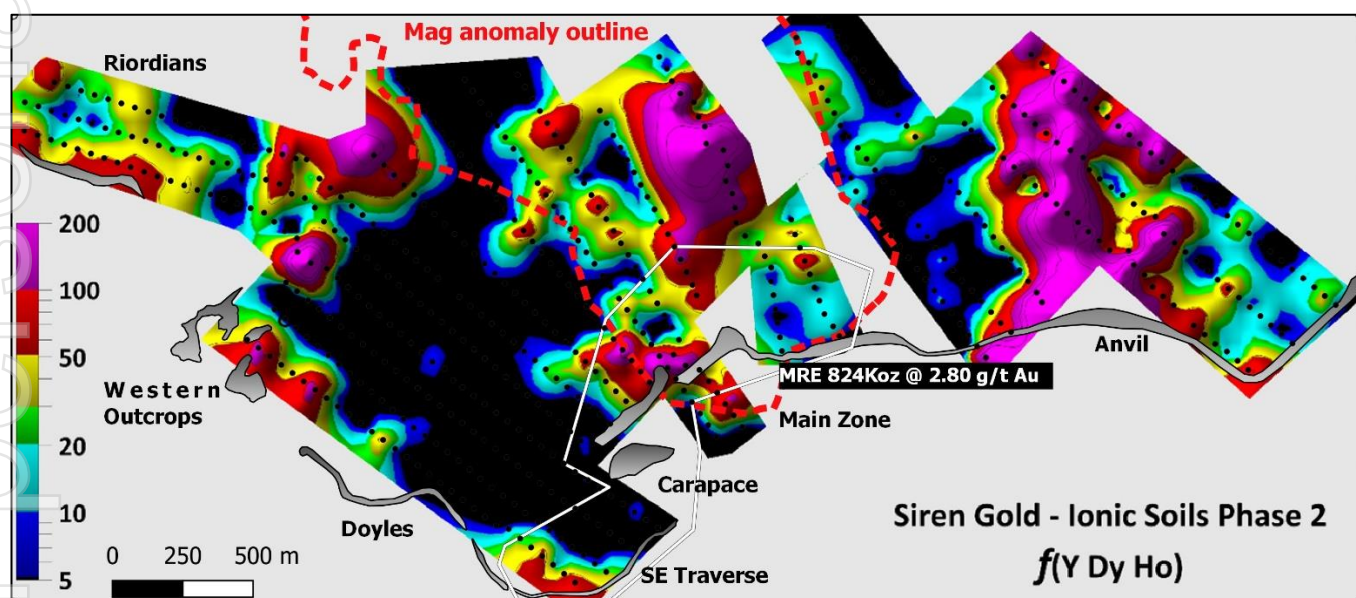 Mag anomaly outline
Riordians
200
100
50
20
10
5
Western
Outcrops
Anvil
MRE 824Koz @ 2.80 g/t Au
Main Zone
Carapace
Doyles
SE Traverse
0 250 500 m
Siren Gold - Ionic Soils Phase 2
f(Y Dy Ho)